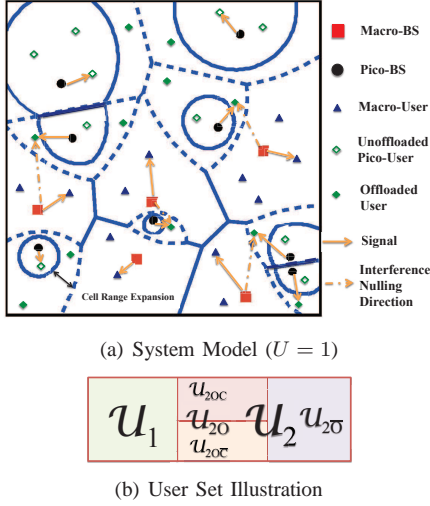 Macro-BS
Pico-BS
Macro-User
Unoffloaded
Pico-User
Offloaded
User
Signal
Interference
Nulling
Direction
Cell Range Expansion
(a) System Model (U = 1)
U₁
U₂OC
U₂O
U₂OC̅
U₂
U₂O̅
(b) User Set Illustration